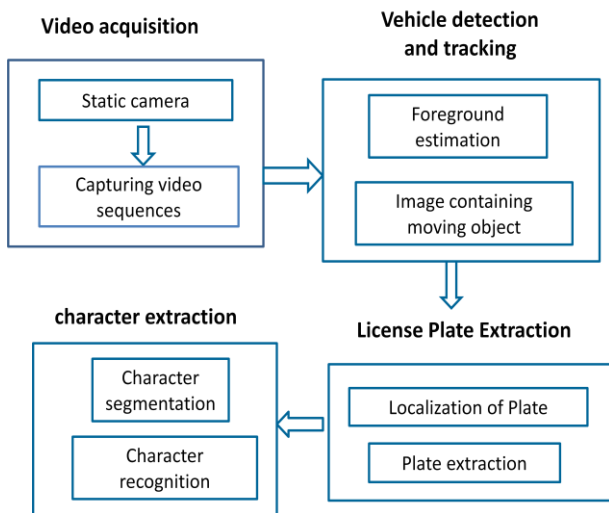 Video acquisition
Static camera
Capturing video
sequences
Vehicle detection
and tracking
Foreground
estimation
Image containing
moving object
License Plate Extraction
Localization of Plate
Plate extraction
character extraction
Character
segmentation
Character
recognition